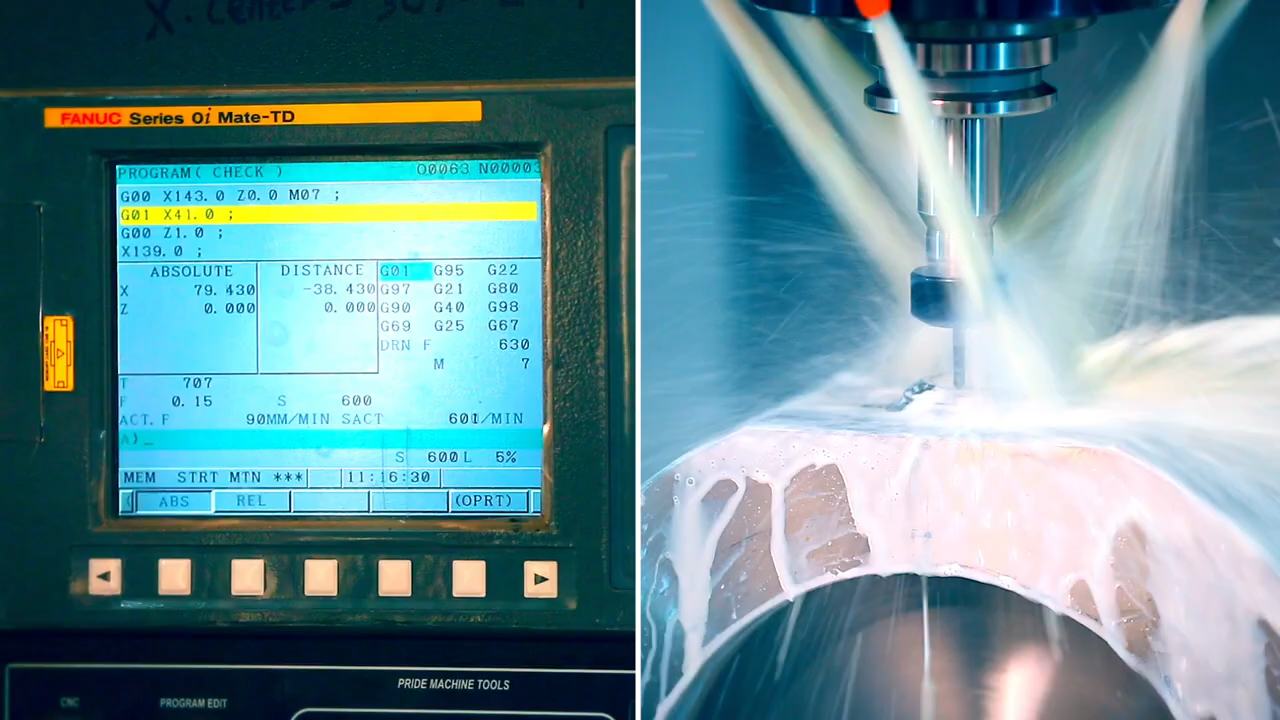 X. Center
FANUC Series 0i Mate-TD
PROGRAM( CHECK ) O0063 N00003
G00 X143.0 Z0.0 M07 ;
G01 X41.0 ;
G00 Z1.0 ;
X139.0 ;
ABSOLUTE DISTANCE G01 G95 G22
X 79.430 -38.430 G97 G21 G80
Z 0.000 0.000 G90 G40 G98
G69 G25 G67
DRN F 630
M 7
T 707
F 0.15 S 600
ACT.F 90MM/MIN SACT 601/MIN
A)_
S 600 L 5%
MEM STRT MTN *** 11:16:30
( ABS REL (OPRT)
PRIDE MACHINE TOOLS
CNC PROGRAM EDIT